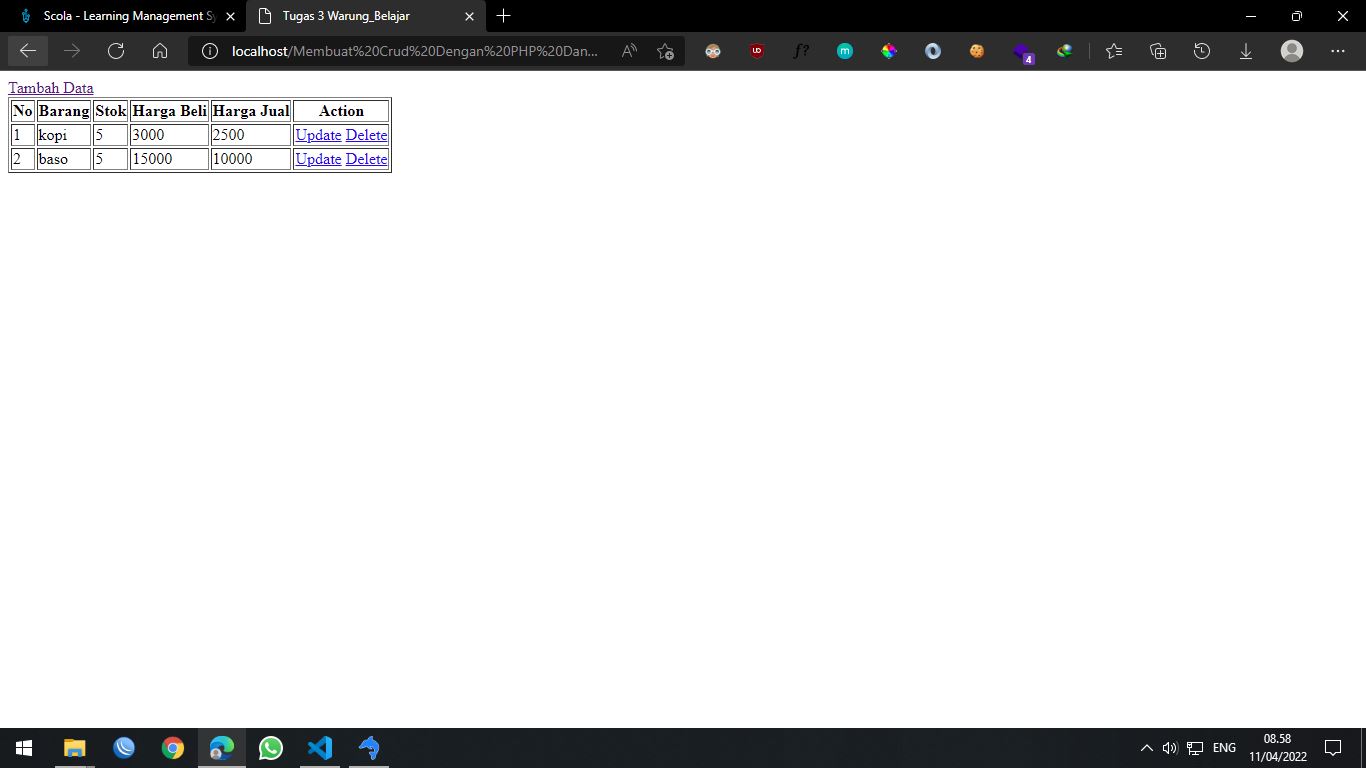 Scola - Learning Management Sy
Tugas 3 Warung_Belajar
localhost/Membuat%20Crud%20Dengan%20PHP%20Dan...
Tambah Data
No Barang Stok Harga Beli Harga Jual Action
1 kopi 5 3000 2500 Update Delete
2 baso 5 15000 10000 Update Delete
ENG
08.58
11/04/2022